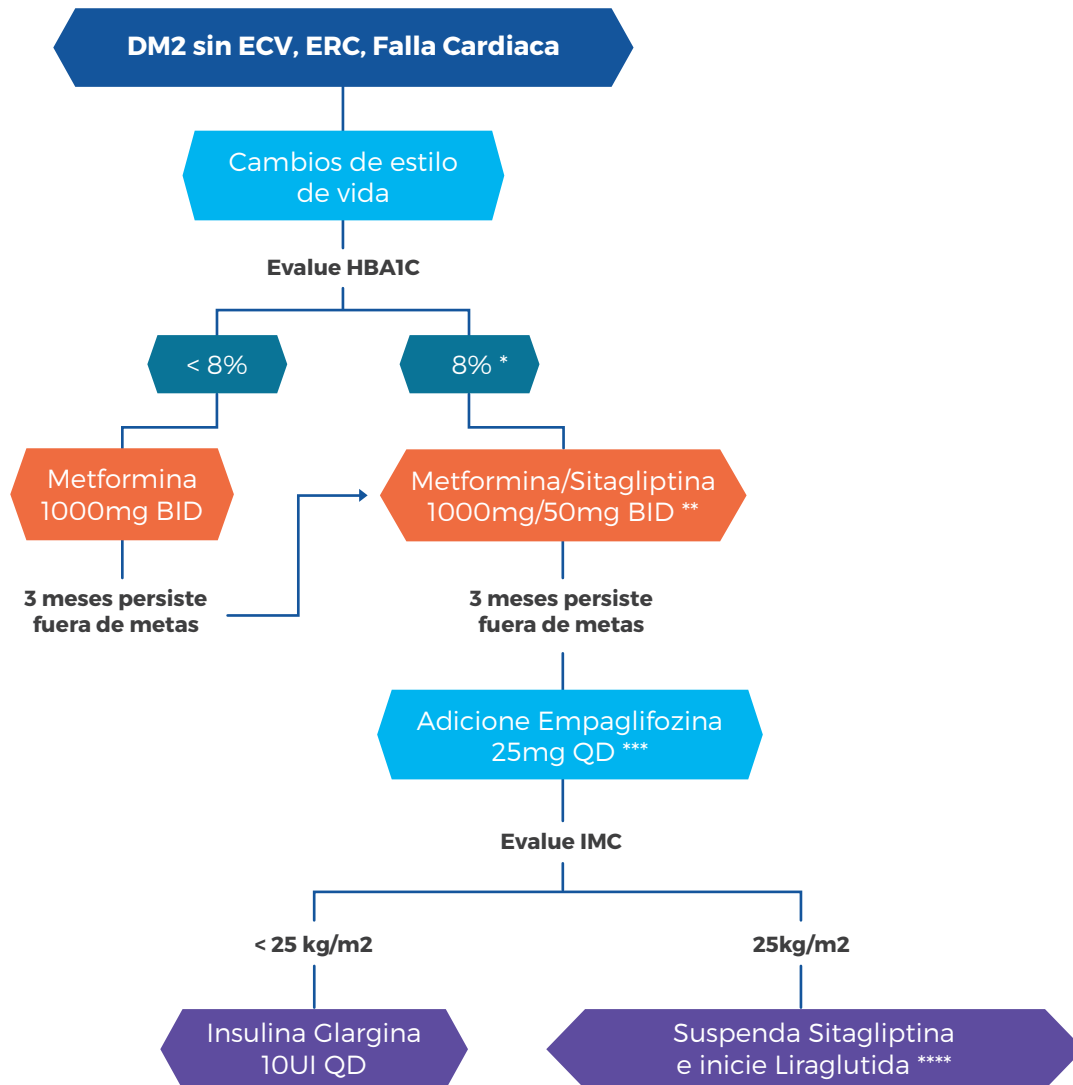 DM2 sin ECV, ERC, Falla Cardiaca
Cambios de estilo
de vida
Evalue HBA1C
< 8%
8% *
Metformina
1000mg BID
Metformina/Sitagliptina
1000mg/50mg BID **
3 meses persiste
fuera de metas
3 meses persiste
fuera de metas
Adicione Empaglifozina
25mg QD ***
Evalue IMC
< 25 kg/m2
25kg/m2
Insulina Glargina
10UI QD
Suspenda Sitagliptina
e inicie Liraglutida ****